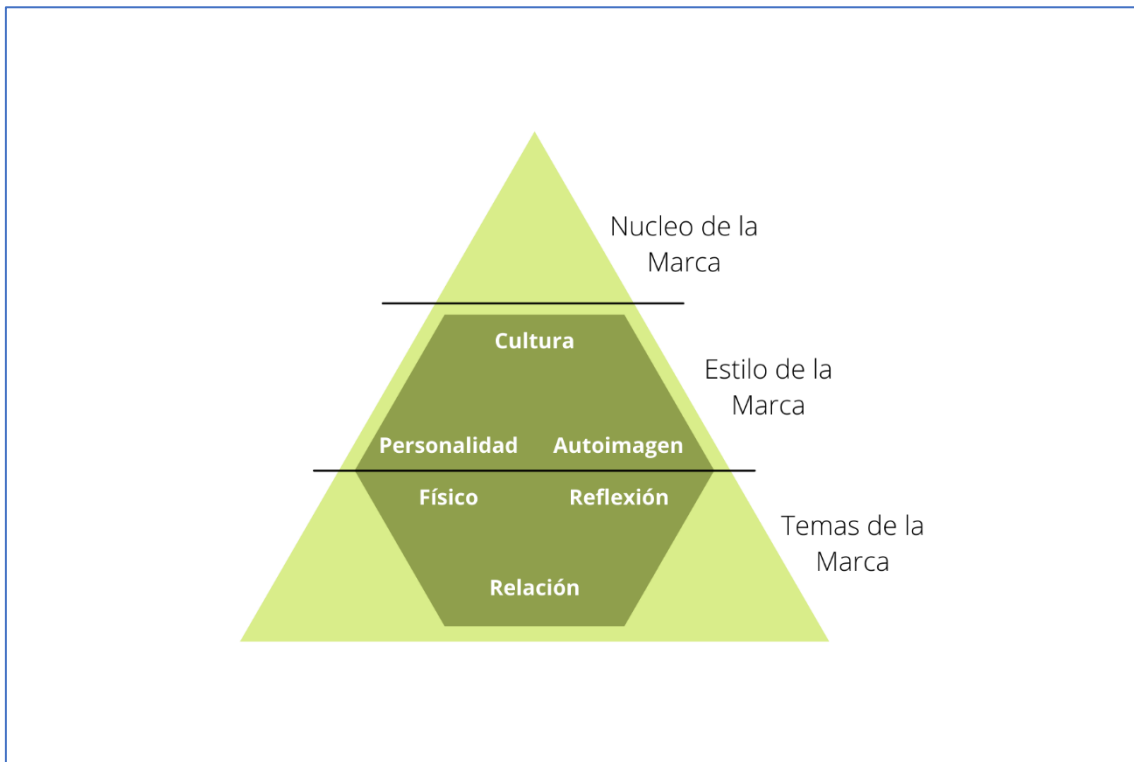 Nucleo de la
Marca
Cultura
Estilo de la
Marca
Personalidad Autoimagen
Físico Reflexión
Temas de la
Marca
Relación